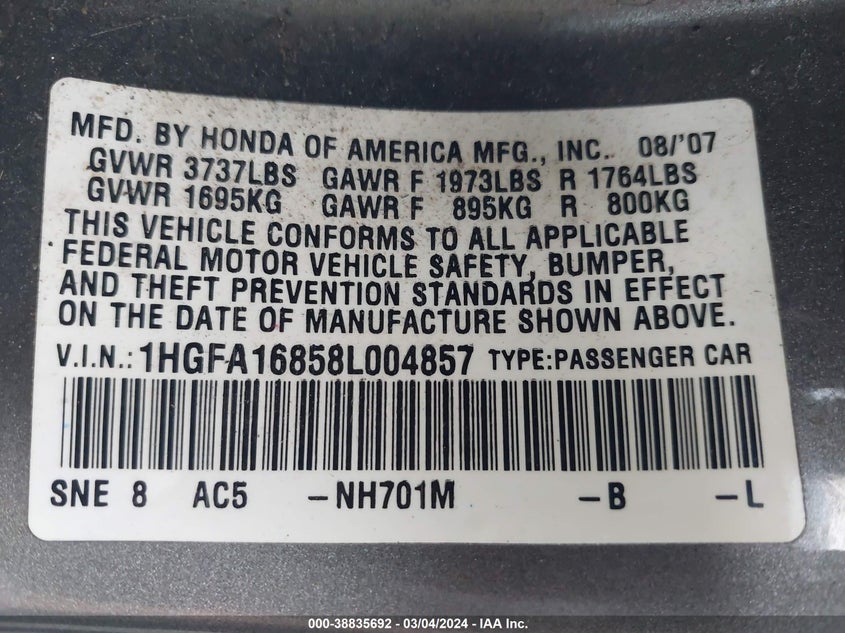 MFD. BY HONDA OF AMERICA MFG., INC. 08/'07
GVWR 3737LBS GAWR F 1973LBS R 1764LBS
GVWR 1695KG GAWR F 895KG R 800KG
THIS VEHICLE CONFORMS TO ALL APPLICABLE
FEDERAL MOTOR VEHICLE SAFETY, BUMPER,
AND THEFT PREVENTION STANDARDS IN EFFECT
ON THE DATE OF MANUFACTURE SHOWN ABOVE.
V.I.N.: 1HGFA16858L004857 TYPE:PASSENGER CAR
SNE 8 AC5 -NH701M -B -L
000-38835692 - 03/04/2024 - IAA Inc.